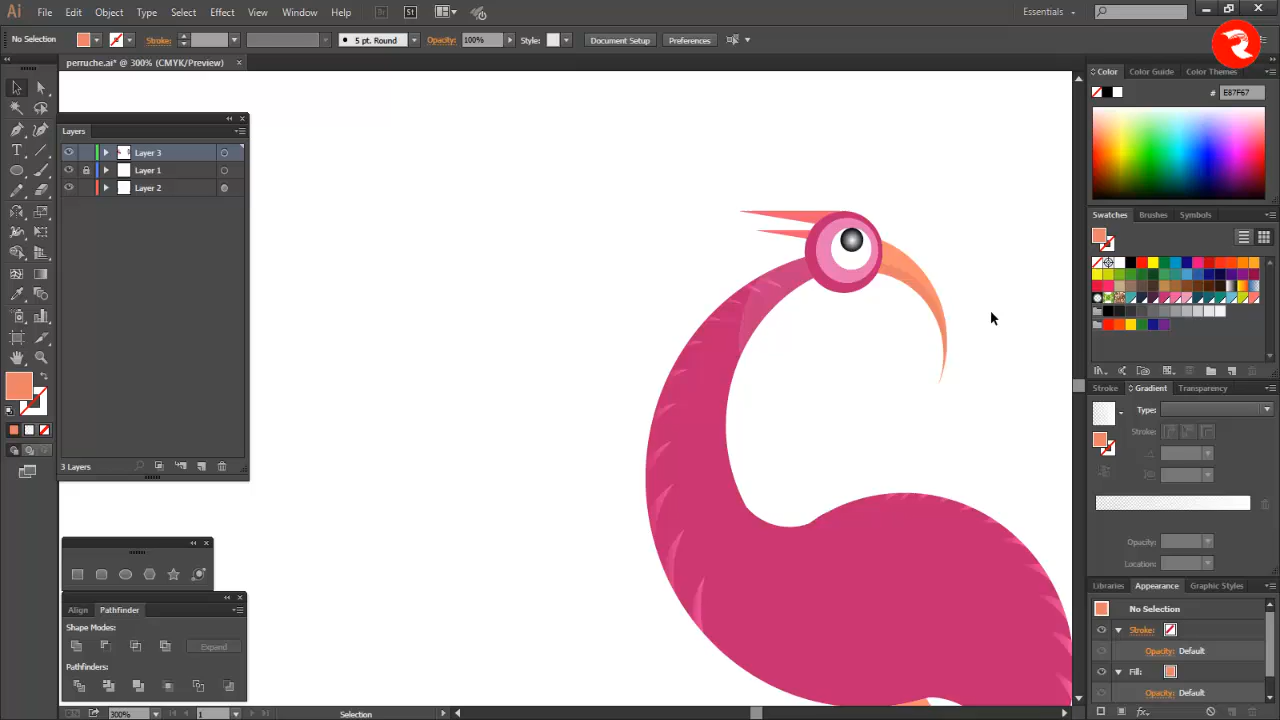 Ai File Edit Object Type Select Effect View Window Help Br St Essentials
No Selection Stroke: 5 pt. Round Opacity: 100% Style: Document Setup Preferences
perruche.ai* @ 300% (CMYK/Preview) ×
Layers
Layer 3
Layer 1
Layer 2
3 Layers
Align Pathfinder
Shape Modes:
Expand
Pathfinders:
300% 1 Selection
Color Color Guide Color Themes
# E87F67
Swatches Brushes Symbols
Stroke Gradient Transparency
Type:
Stroke:
Opacity:
Location:
Libraries Appearance Graphic Styles
No Selection
Stroke:
Opacity: Default
Fill:
Opacity: Default
fx